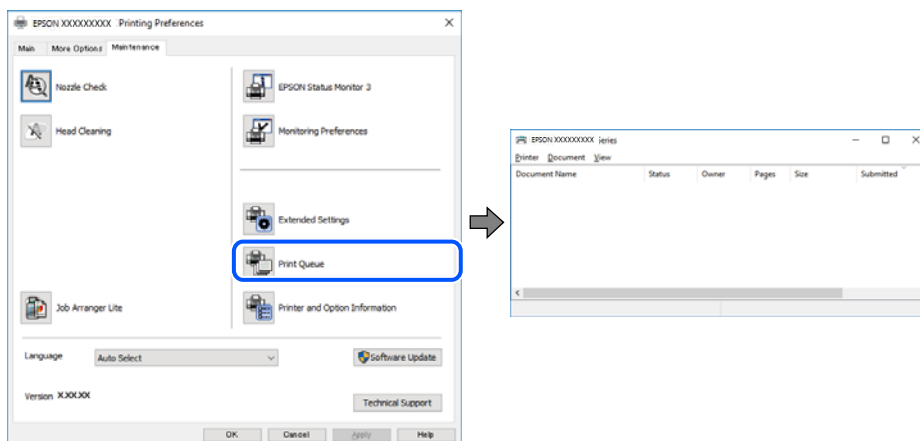 EPSON XXXXXXXXX Printing Preferences
Main More Options Maintenance
Nozzle Check
EPSON Status Monitor 3
Head Cleaning
Monitoring Preferences
Extended Settings
Print Queue
Job Arranger Lite
Printer and Option Information
Language Auto Select Software Update
Version X.XX.XX
Technical Support
OK Cancel Apply Help
EPSON XXXXXXXXX ieries
Printer Document View
Document Name Status Owner Pages Size Submitted